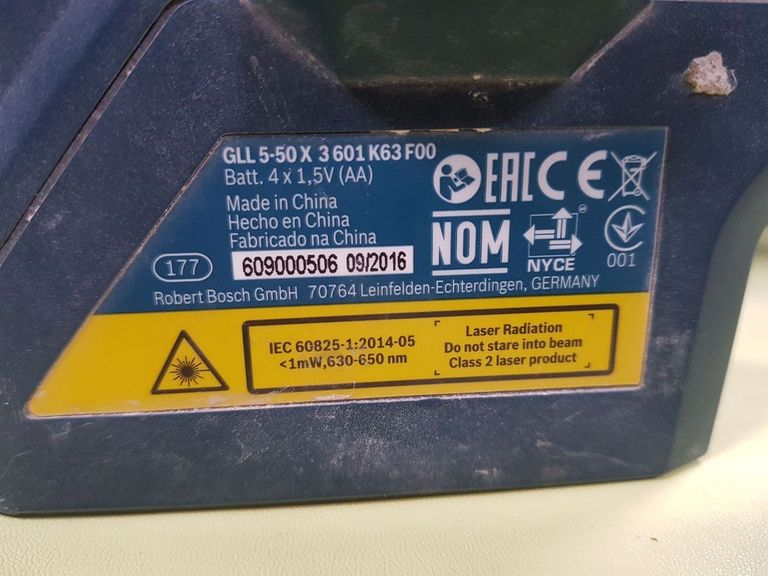 GLL 5-50 X 3 601 K63 F00
Batt. 4 x 1,5V (AA)
Made in China
Hecho en China
Fabricado na China
EAC CE
NOM
NYCE
001
177
609000506 09/2016
Robert Bosch GmbH 70764 Leinfelden-Echterdingen, GERMANY
IEC 60825-1:2014-05
<1mW,630-650 nm
Laser Radiation
Do not stare into beam
Class 2 laser product